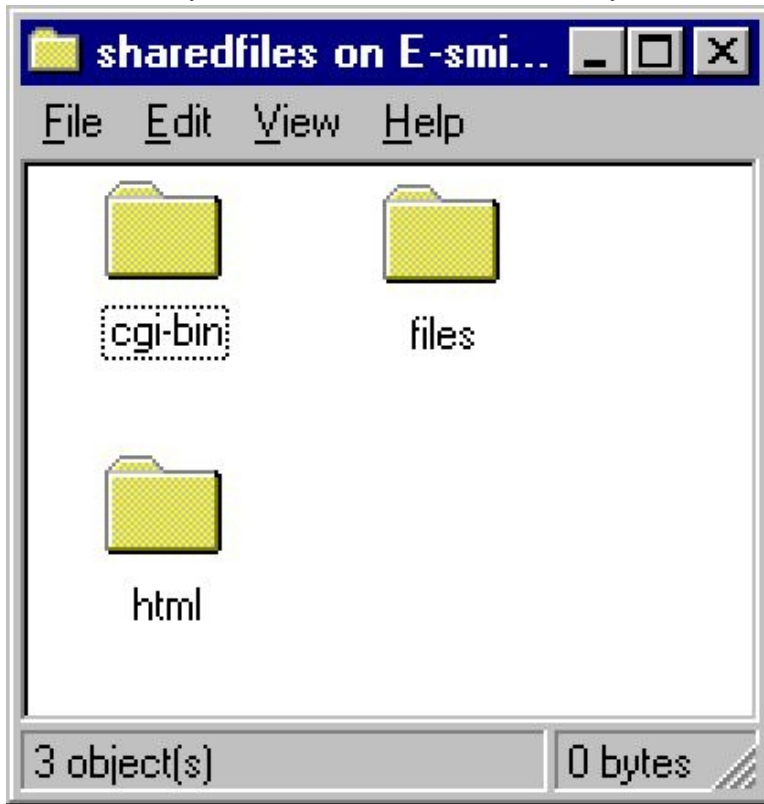 sharedfiles on E-smi...
File Edit View Help
cgi-bin files
html
3 object(s) 0 bytes